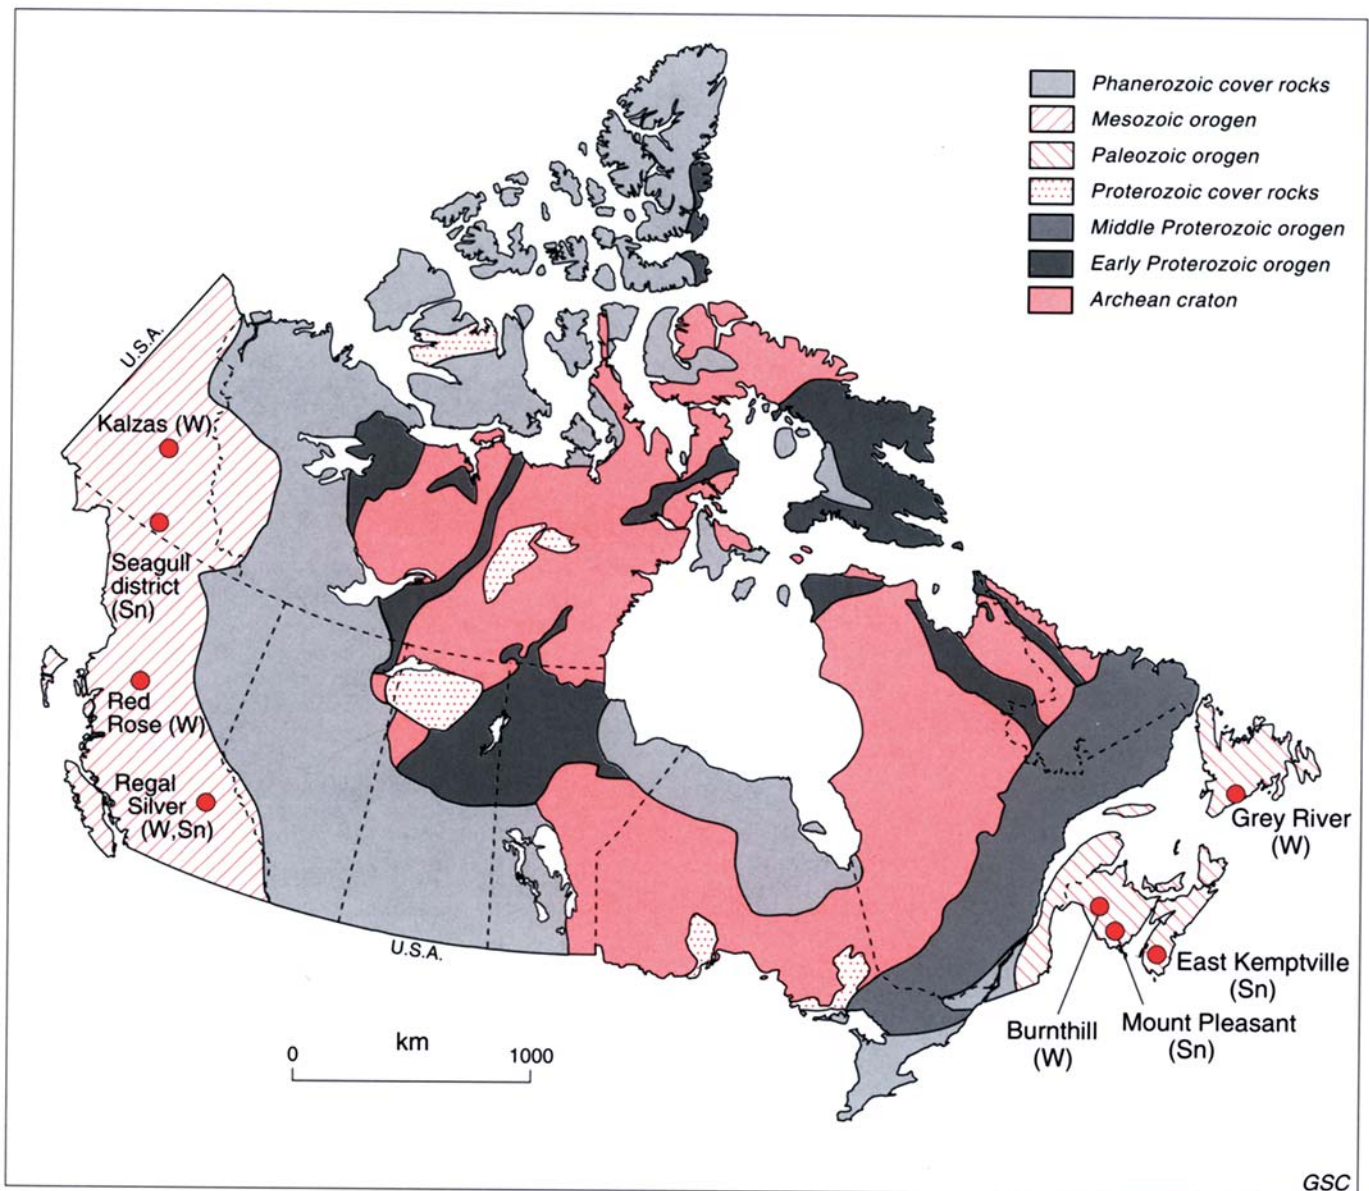 Phanerozoic cover rocks
Mesozoic orogen
Paleozoic orogen
Proterozoic cover rocks
Middle Proterozoic orogen
Early Proterozoic orogen
Archean craton
U.S.A.
Kalzas (W)
Seagull
district
(Sn)
Red
Rose (W)
Regal
Silver
(W,Sn)
U.S.A.
Grey River
(W)
East Kemptville
(Sn)
Mount Pleasant
(Sn)
Burnthill
(W)
km
0 1000
GSC